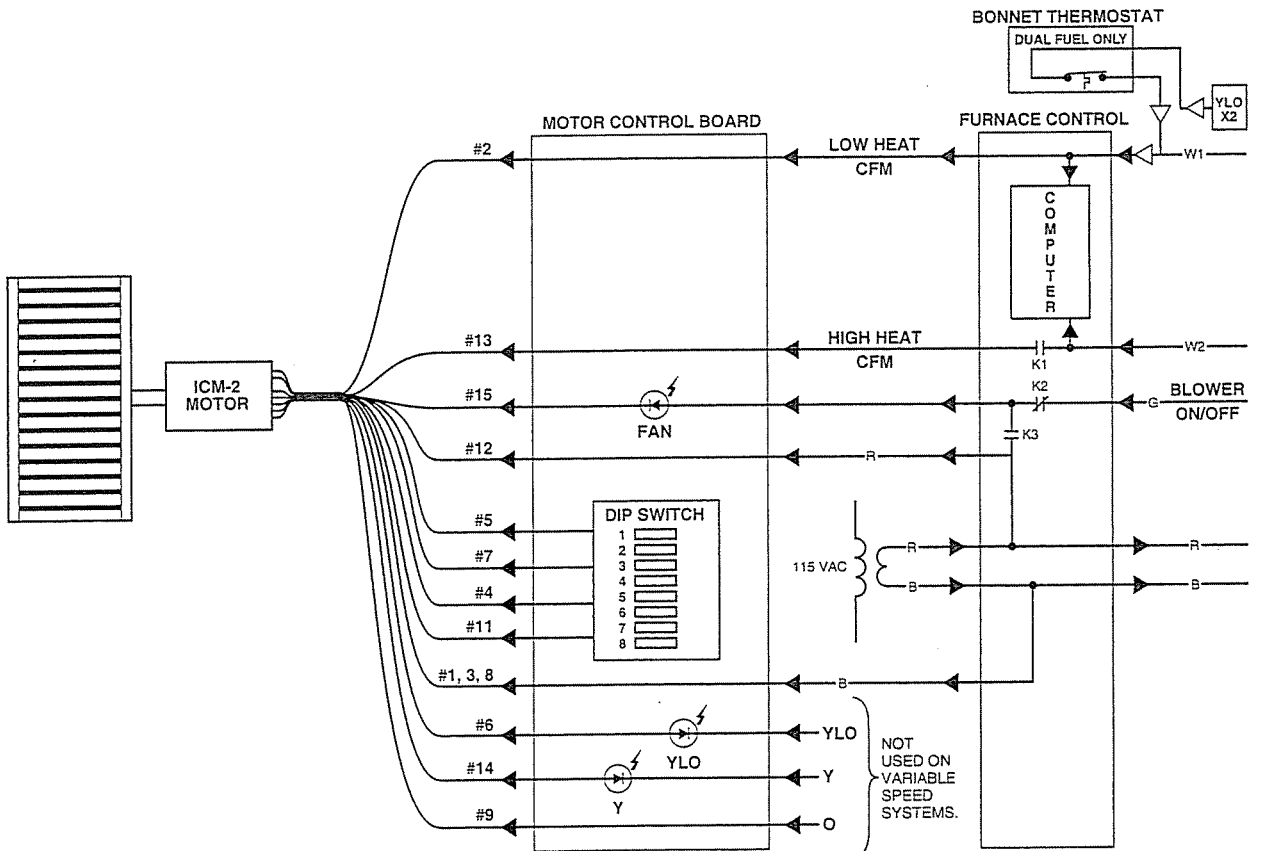 BONNET THERMOSTAT
DUAL FUEL ONLY
YLO
X2
MOTOR CONTROL BOARD
FURNACE CONTROL
#2
LOW HEAT
CFM
W1
COMPUTER
#13
HIGH HEAT
CFM
K1
W2
ICM-2
MOTOR
#15
FAN
K2
G
BLOWER
ON/OFF
K3
#12
R
#5
DIP SWITCH
1
2
3
4
5
6
7
8
#7
#4
#11
115 VAC
R
R
B
B
#1, 3, 8
B
#6
YLO
YLO
#14
Y
Y
#9
O
NOT
USED ON
VARIABLE
SPEED
SYSTEMS.